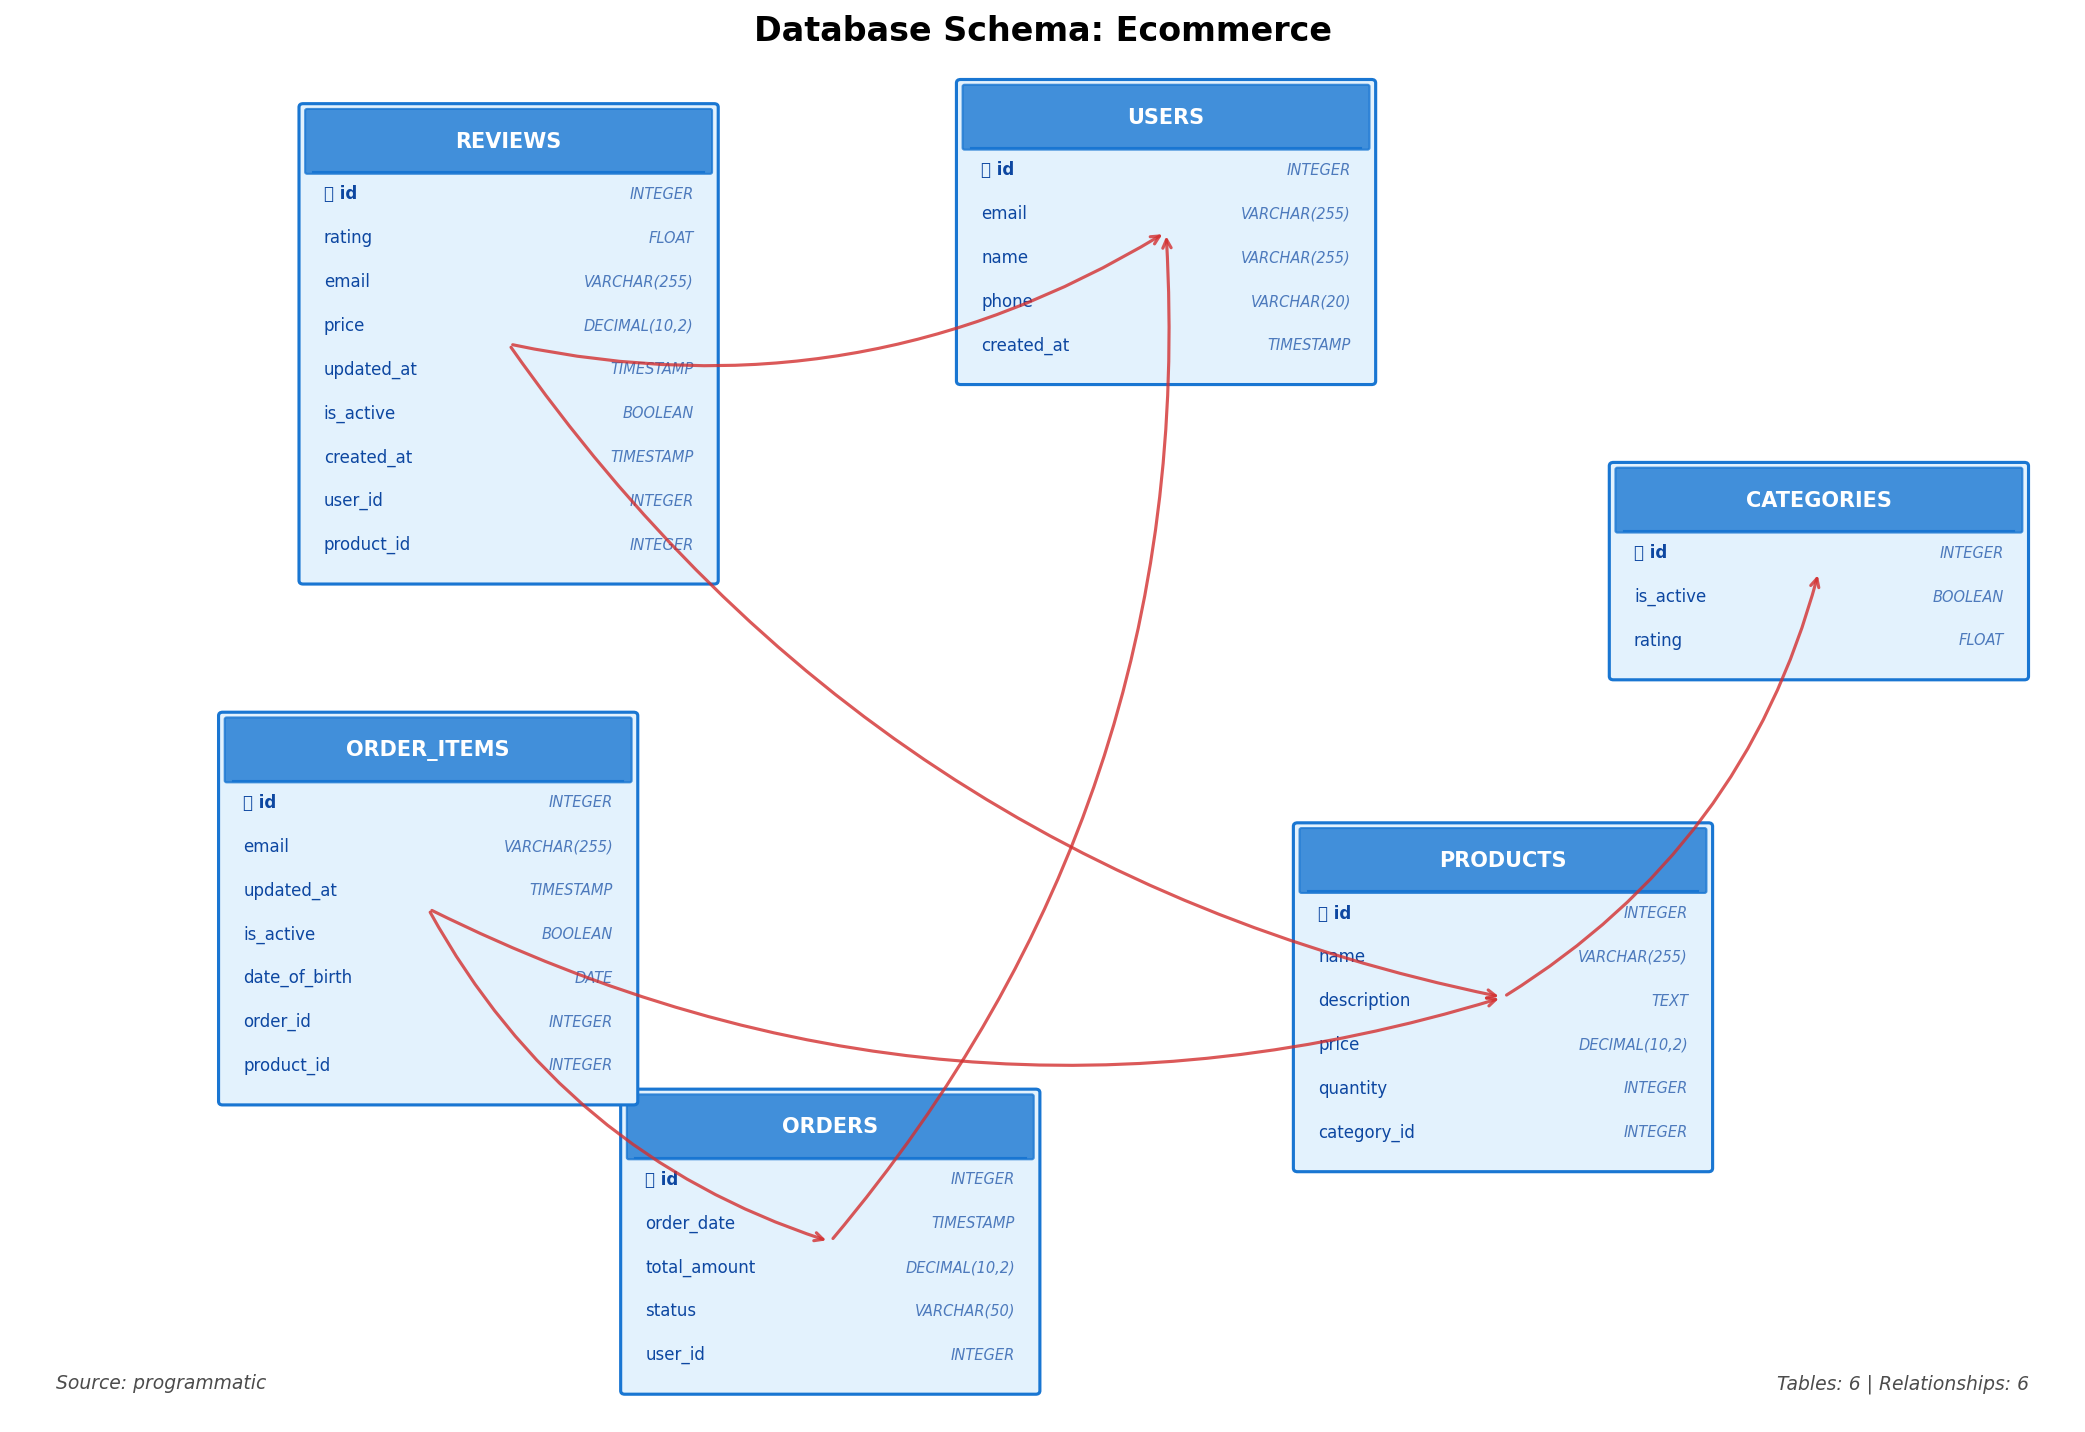 Database Schema: Ecommerce
REVIEWS
id INTEGER
rating FLOAT
email VARCHAR(255)
price DECIMAL(10,2)
updated_at TIMESTAMP
is_active BOOLEAN
created_at TIMESTAMP
user_id INTEGER
product_id INTEGER
USERS
id INTEGER
email VARCHAR(255)
name VARCHAR(255)
phone VARCHAR(20)
created_at TIMESTAMP
CATEGORIES
id INTEGER
is_active BOOLEAN
rating FLOAT
ORDER_ITEMS
id INTEGER
email VARCHAR(255)
updated_at TIMESTAMP
is_active BOOLEAN
date_of_birth DATE
order_id INTEGER
product_id INTEGER
PRODUCTS
id INTEGER
name VARCHAR(255)
description TEXT
price DECIMAL(10,2)
quantity INTEGER
category_id INTEGER
ORDERS
id INTEGER
order_date TIMESTAMP
total_amount DECIMAL(10,2)
status VARCHAR(50)
user_id INTEGER
Source: programmatic
Tables: 6 | Relationships: 6